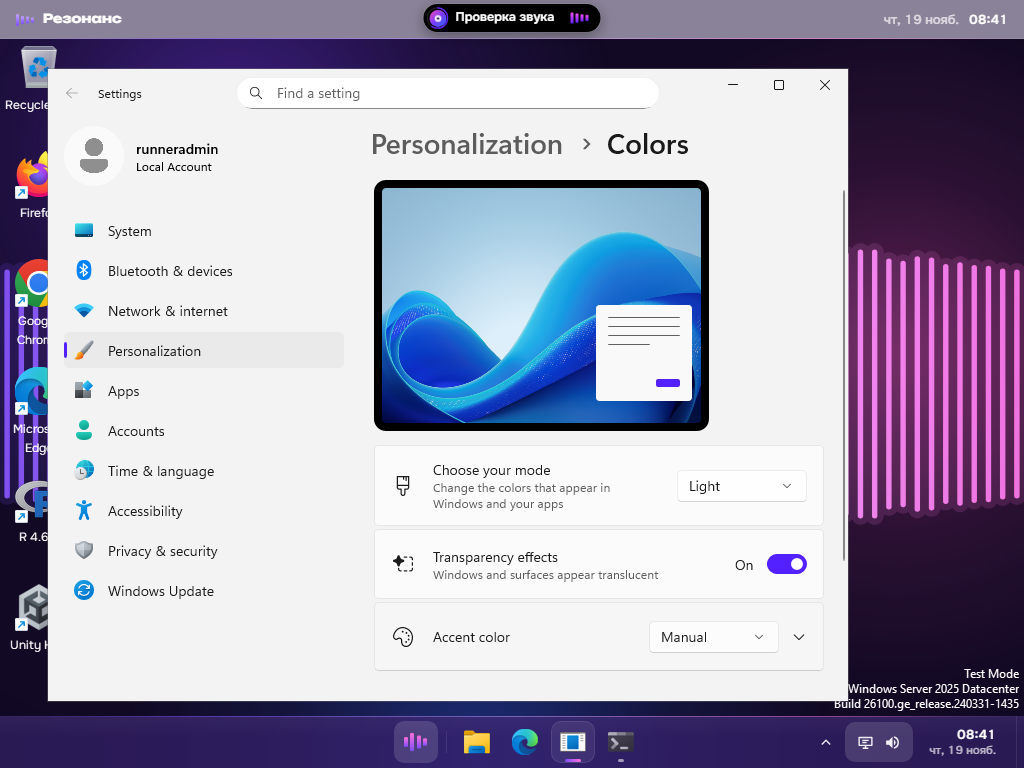 Резонанс
Проверка звука
чт, 19 нояб. 08:41
Recycle
Firefo
Goog
Chron
Micros
Edge
R 4.6
Unity H
Settings
Find a setting
runneradmin
Local Account
System
Bluetooth & devices
Network & internet
Personalization
Apps
Accounts
Time & language
Accessibility
Privacy & security
Windows Update
Personalization › Colors
Choose your mode
Change the colors that appear in
Windows and your apps
Light
Transparency effects
Windows and surfaces appear translucent
On
Accent color
Manual
Test Mode
Windows Server 2025 Datacenter
Build 26100.ge_release.240331-1435
08:41
чт, 19 нояб.